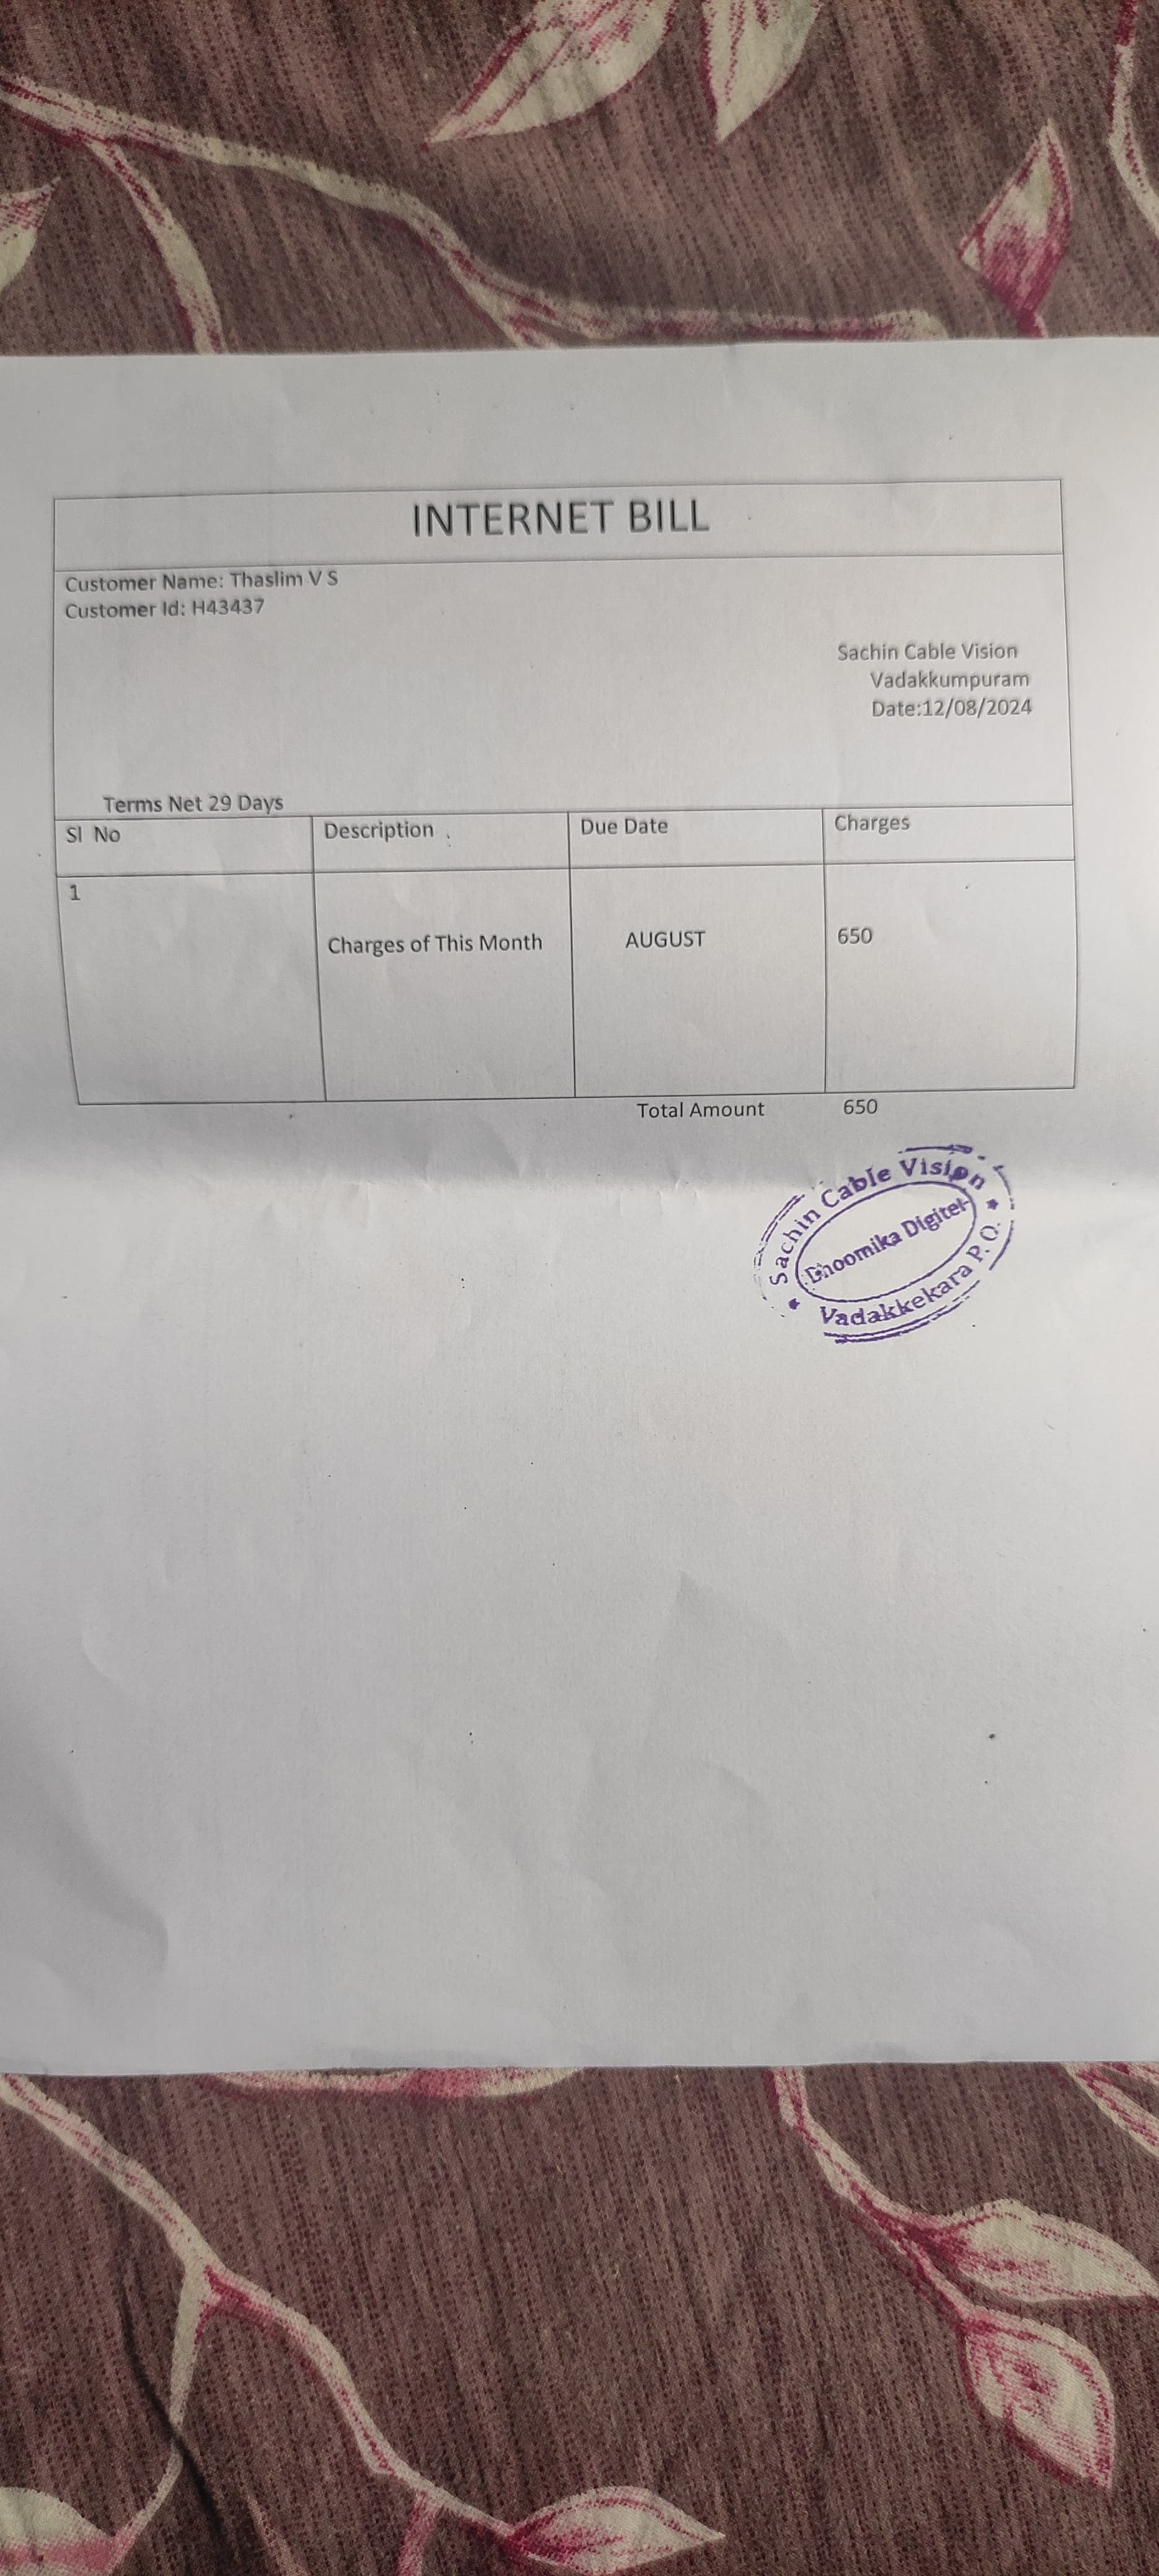 INTERNET BILL
Customer Name: Thaslim V S
Customer Id: H43437
Sachin Cable Vision
Vadakkumpuram
Date:12/08/2024
Terms Net 29 Days
Sl No Description Due Date Charges
1
Charges of This Month AUGUST 650
Total Amount 650
Sachin Cable Vision
Dhoomika Digitel
Vadakkekara P.O.